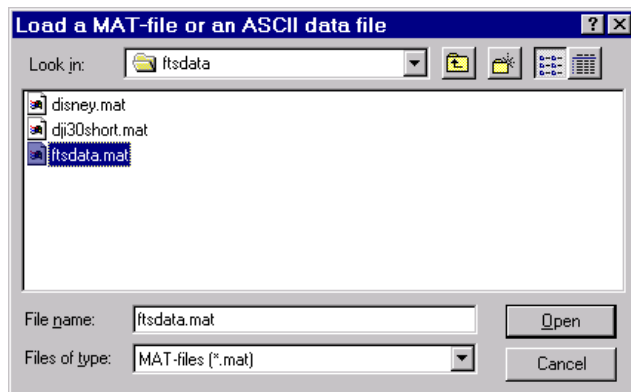 Load a MAT-file or an ASCII data file
Look in: ftsdata
disney.mat
dji30short.mat
ftsdata.mat
File name: ftsdata.mat Open
Files of type: MAT-files (*.mat) Cancel